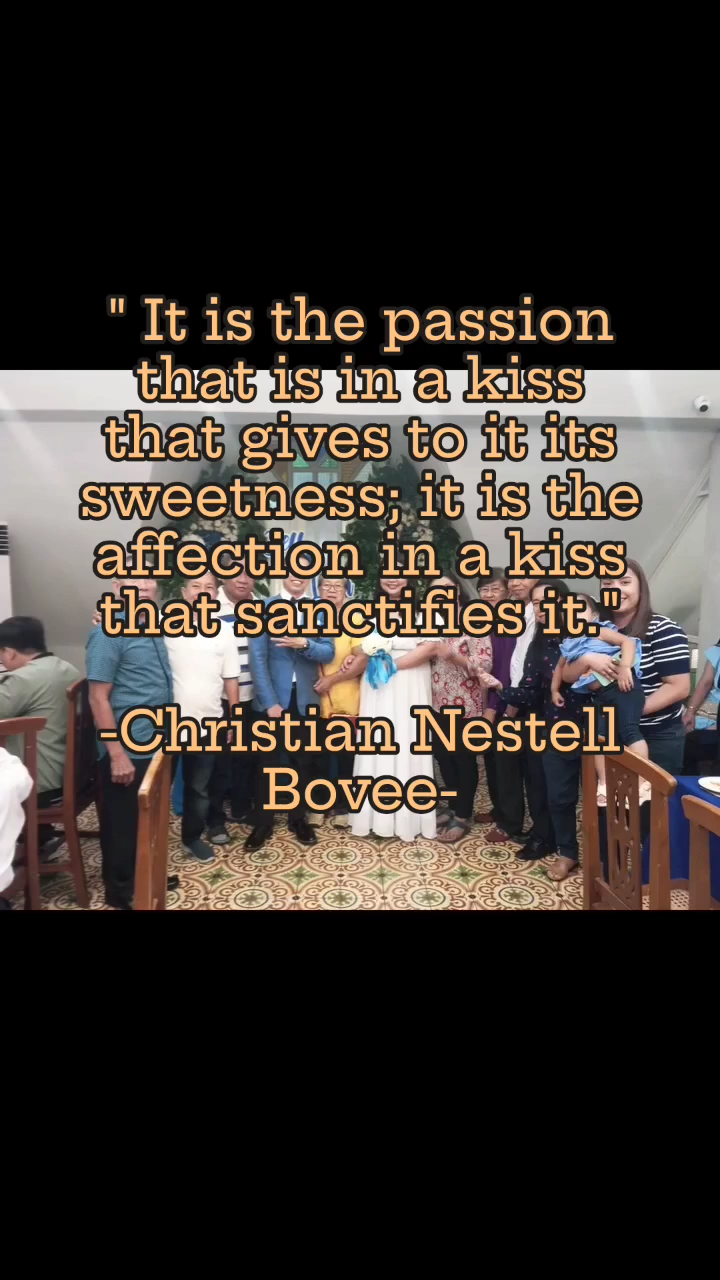 " It is the passion
that is in a kiss
that gives to it its
sweetness; it is the
affection in a kiss
that sanctifies it."
-Christian Nestell
Bovee-